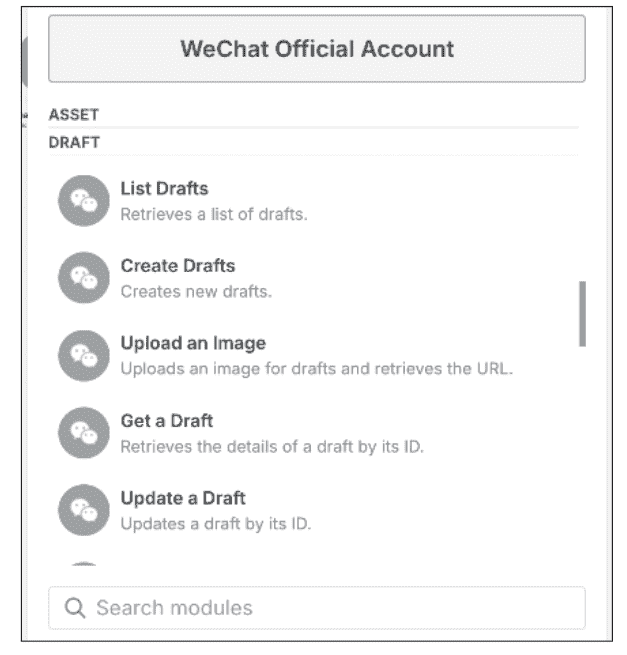 WeChat Official Account
ASSET
DRAFT
List Drafts
Retrieves a list of drafts.
Create Drafts
Creates new drafts.
Upload an Image
Uploads an image for drafts and retrieves the URL.
Get a Draft
Retrieves the details of a draft by its ID.
Update a Draft
Updates a draft by its ID.
Search modules